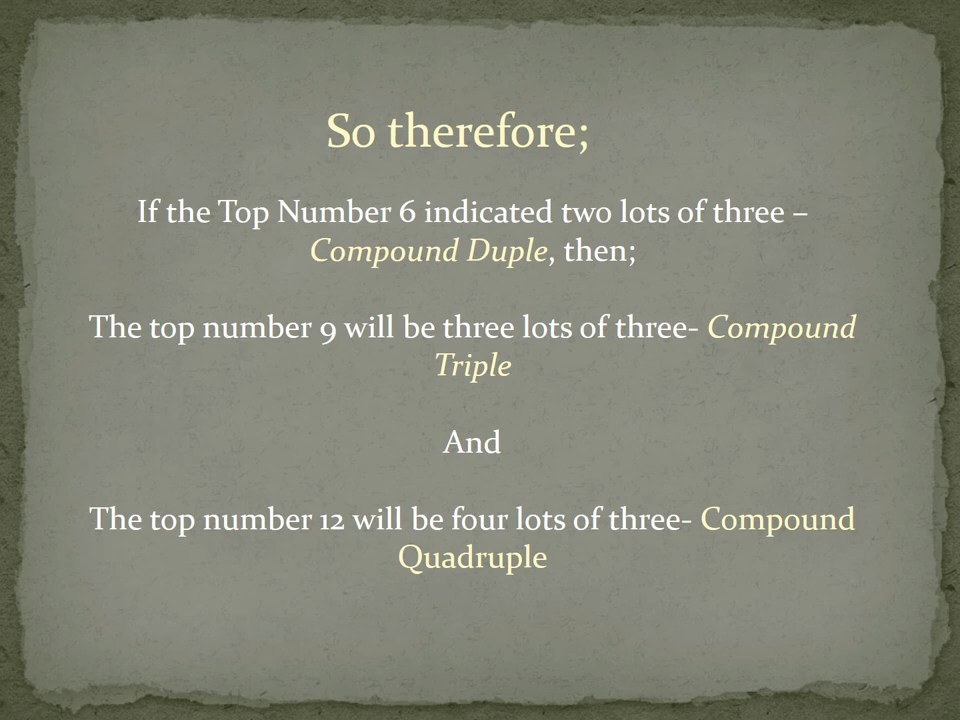 So therefore;
If the Top Number 6 indicated two lots of three –
Compound Duple, then;
The top number 9 will be three lots of three- Compound
Triple
And
The top number 12 will be four lots of three- Compound
Quadruple